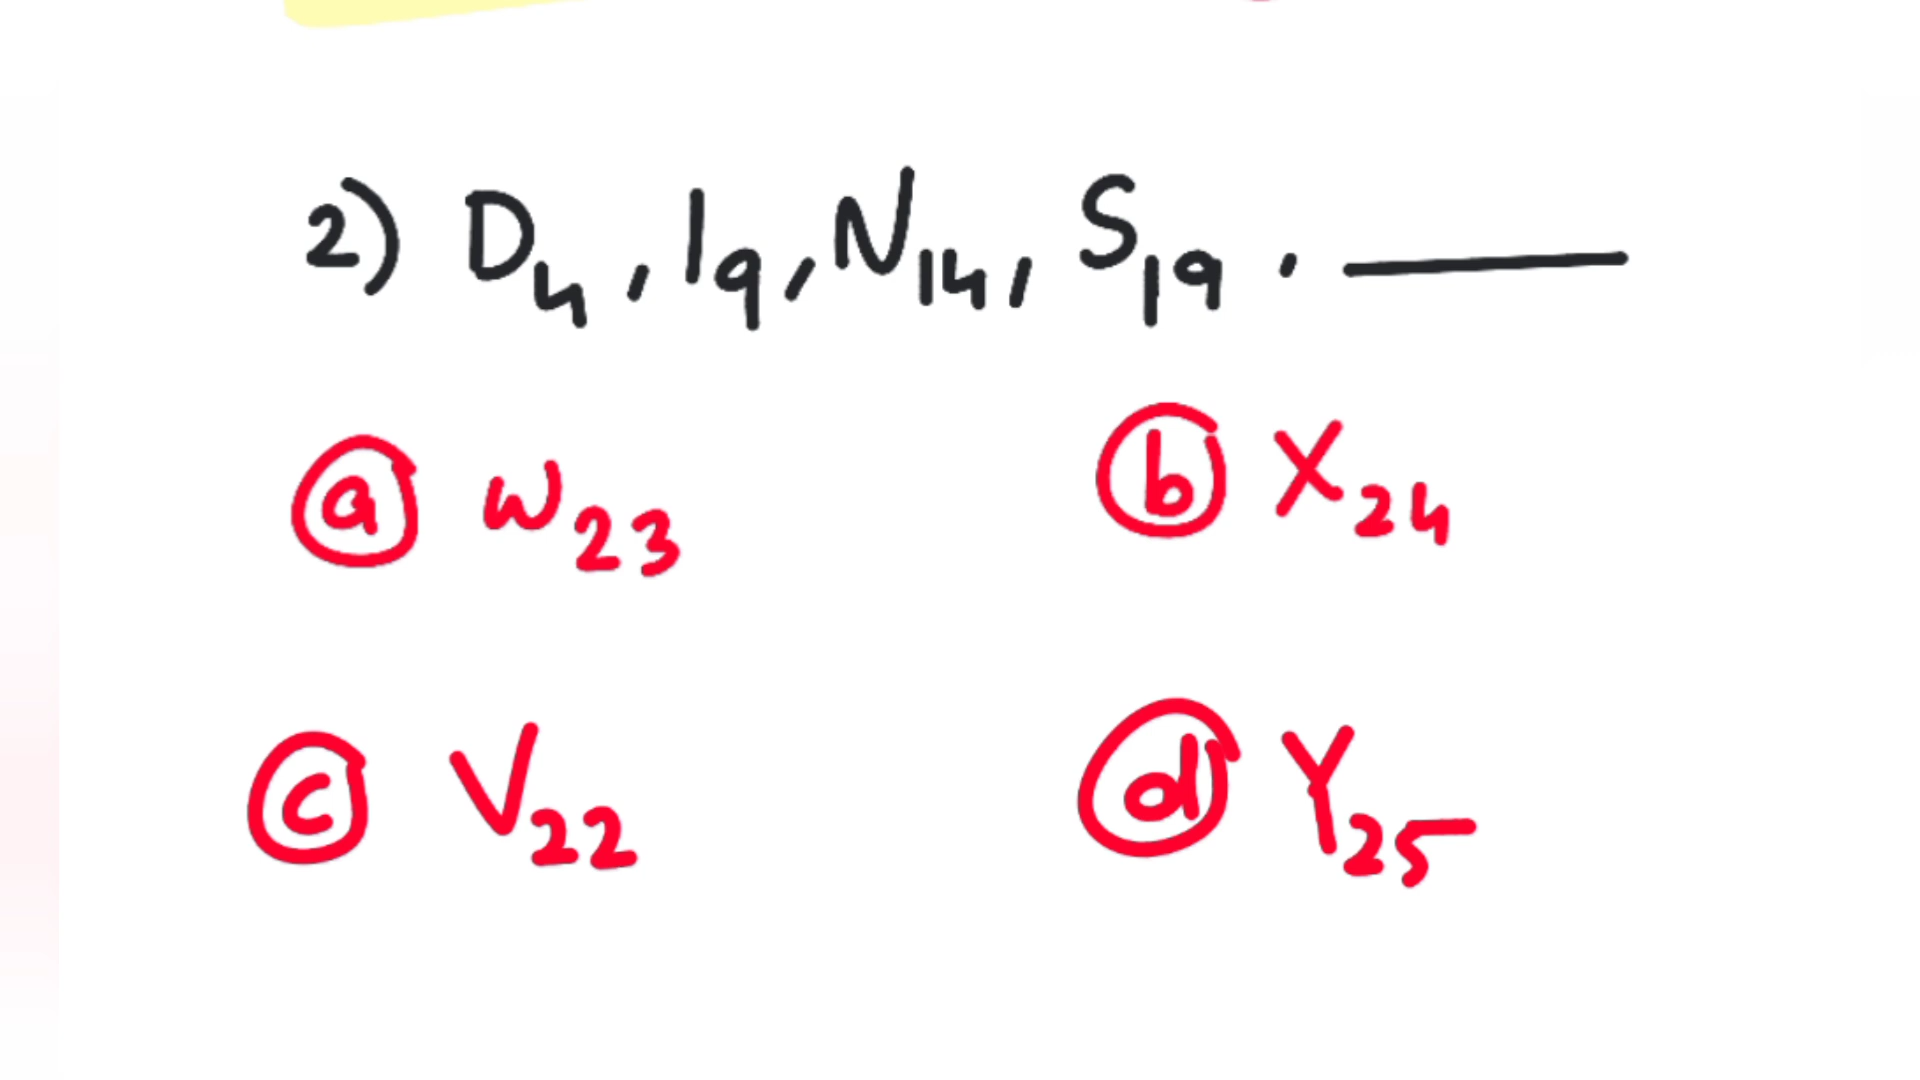 2) D4, I9, N14, S19. ____
(a) W23 (b) X24
(c) V22 (d) Y25